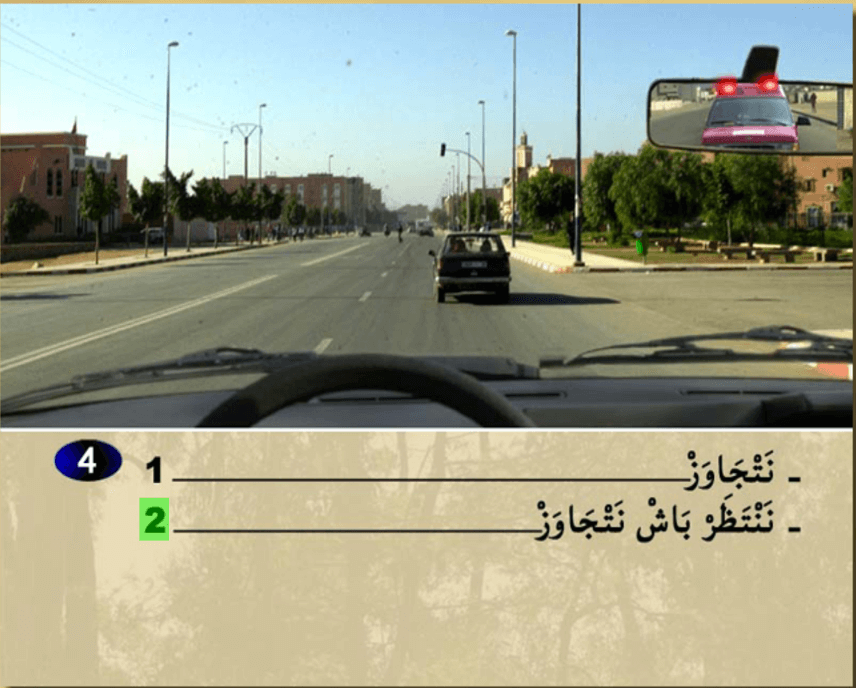 4
1 ـ نَتْجَاوَزْ
2 ـ نَنْتَظَرْ بَاشْ نَتْجَاوَزْ